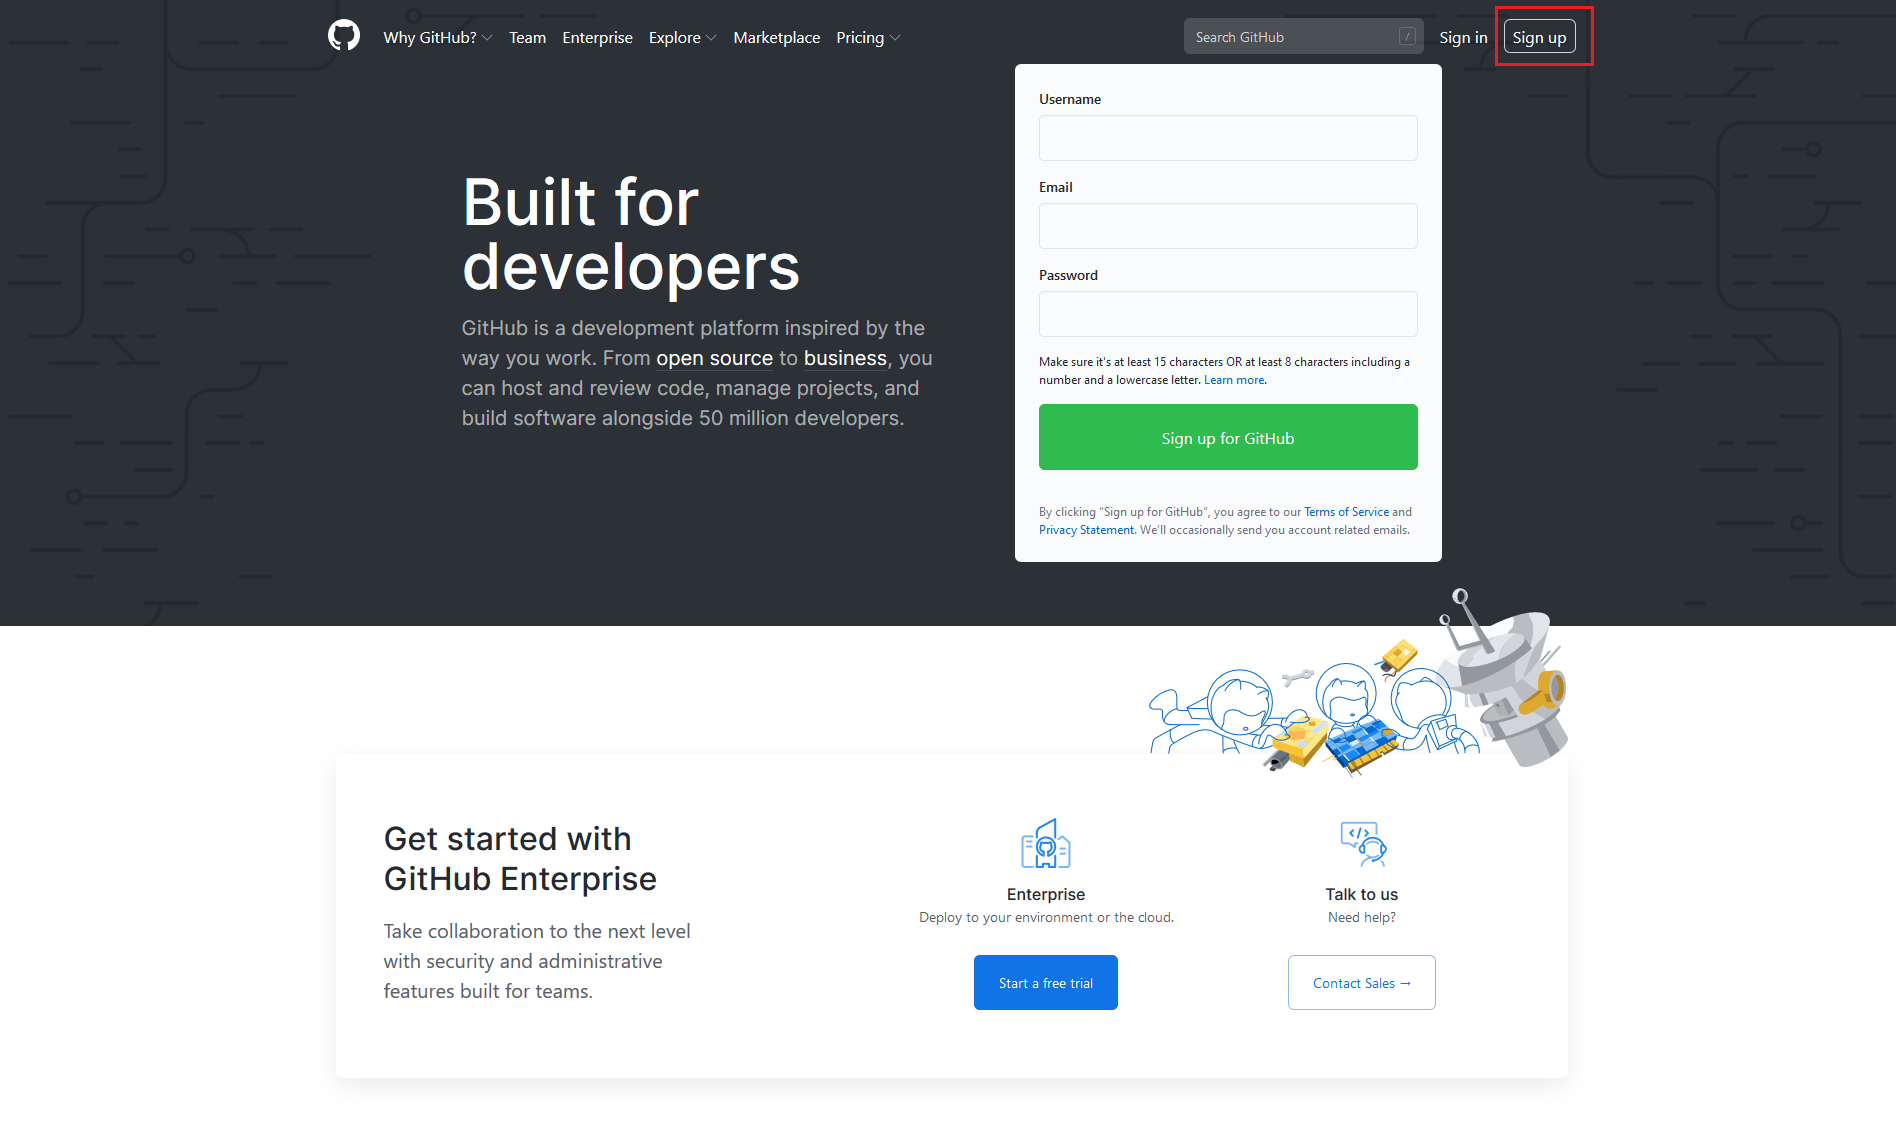 Why GitHub? Team Enterprise Explore Marketplace Pricing Search GitHub / Sign in Sign up
Built for
developers
GitHub is a development platform inspired by the
way you work. From open source to business, you
can host and review code, manage projects, and
build software alongside 50 million developers.
Username
Email
Password
Make sure it's at least 15 characters OR at least 8 characters including a
number and a lowercase letter. Learn more.
Sign up for GitHub
By clicking “Sign up for GitHub”, you agree to our Terms of Service and
Privacy Statement. We’ll occasionally send you account related emails.
Get started with
GitHub Enterprise
Take collaboration to the next level
with security and administrative
features built for teams.
Enterprise
Deploy to your environment or the cloud.
Start a free trial
</>
Talk to us
Need help?
Contact Sales →